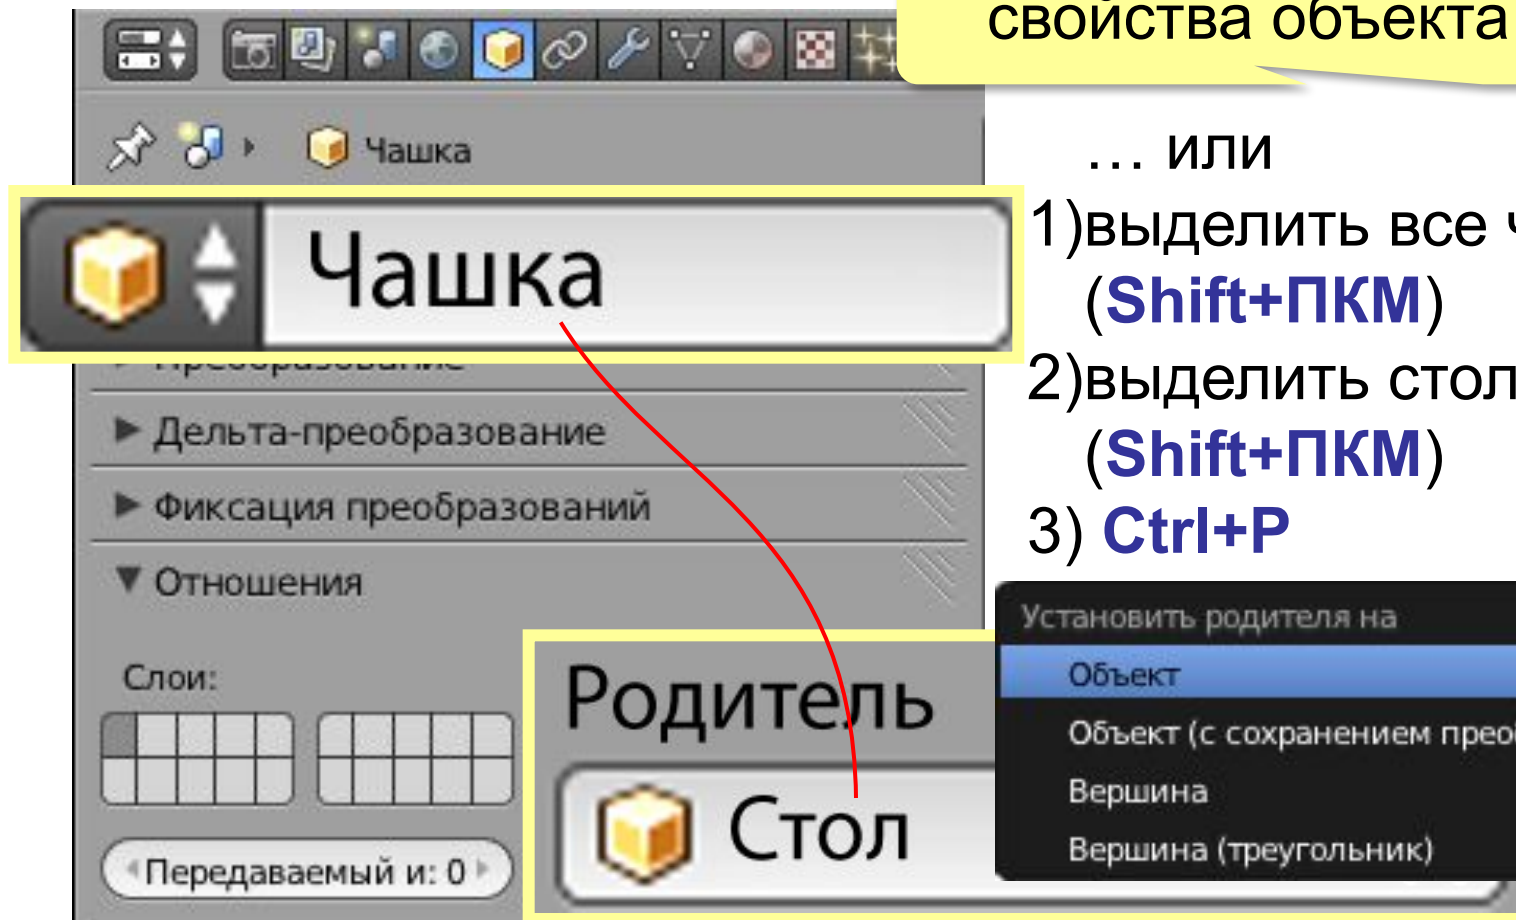 свойства объекта
Чашка
Чашка
Преобразование
Дельта-преобразование
Фиксация преобразований
Отношения
Слои:
Передаваемый и: 0
Родитель
Стол
… или
1)выделить все
(Shift+ПКМ)
2)выделить стол
(Shift+ПКМ)
3) Ctrl+P
Установить родителя на
Объект
Объект (с сохранением
Вершина
Вершина (треугольник)